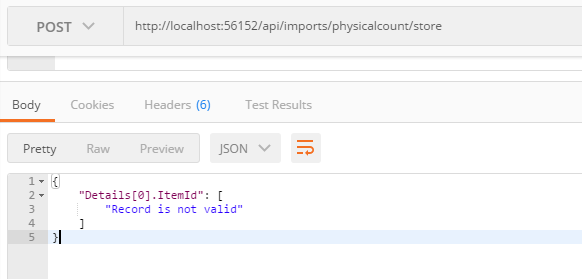 POST http://localhost:56152/api/imports/physicalcount/store
Body Cookies Headers (6) Test Results
Pretty Raw Preview JSON
1 {
2 "Details[0].ItemId": [
3 "Record is not valid"
4 ]
5 }